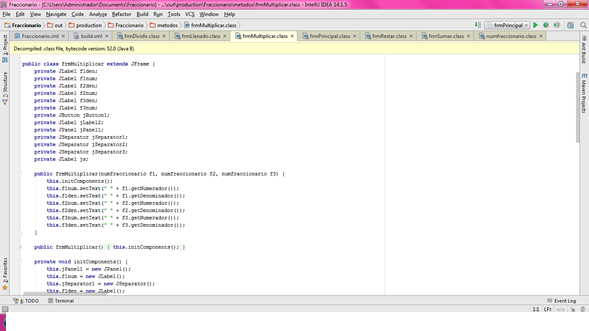 Fraccionario - [C:\Users\Administrador\Documents\Fraccionario] - ...\out\production\Fraccionario\metodos\frmMultiplicar.class - IntelliJ IDEA 14.1.5
File Edit View Navigate Code Analyze Refactor Build Run Tools VCS Window Help
Fraccionario out production Fraccionario metodos frmMultiplicar.class frmPrincipal
Fraccionario.iml build.xml frmDividir.class frmLlenado.class frmMultiplicar.class frmPrincipal.class frmRestar.class frmSumar.class numfraccionario.class
Decompiled .class file, bytecode version: 52.0 (Java 8)
public class frmMultiplicar extends JFrame {
private JLabel f1den;
private JLabel f1num;
private JLabel f2den;
private JLabel f2num;
private JLabel f3den;
private JLabel f3num;
private JButton jButton1;
private JLabel jLabel2;
private JPanel jPanel1;
private JSeparator jSeparator1;
private JSeparator jSeparator2;
private JSeparator jSeparator3;
private JLabel js;
public frmMultiplicar(numfraccionario f1, numfraccionario f2, numfraccionario f3) {
this.initComponents();
this.f1num.setText(" " + f1.getNumerador());
this.f1den.setText(" " + f1.getDenominador());
this.f2num.setText(" " + f2.getNumerador());
this.f2den.setText(" " + f2.getDenominador());
this.f3num.setText(" " + f3.getNumerador());
this.f3den.setText(" " + f3.getDenominador());
}
public frmMultiplicar() { this.initComponents(); }
private void initComponents() {
this.jPanel1 = new JPanel();
this.f1num = new JLabel();
this.jSeparator1 = new JSeparator();
this.f1den = new JLabel();
1: Project
7: Structure
2: Favorites
Ant Build
Maven Projects
6: TODO Terminal Event Log
1:1 LF÷ n/a